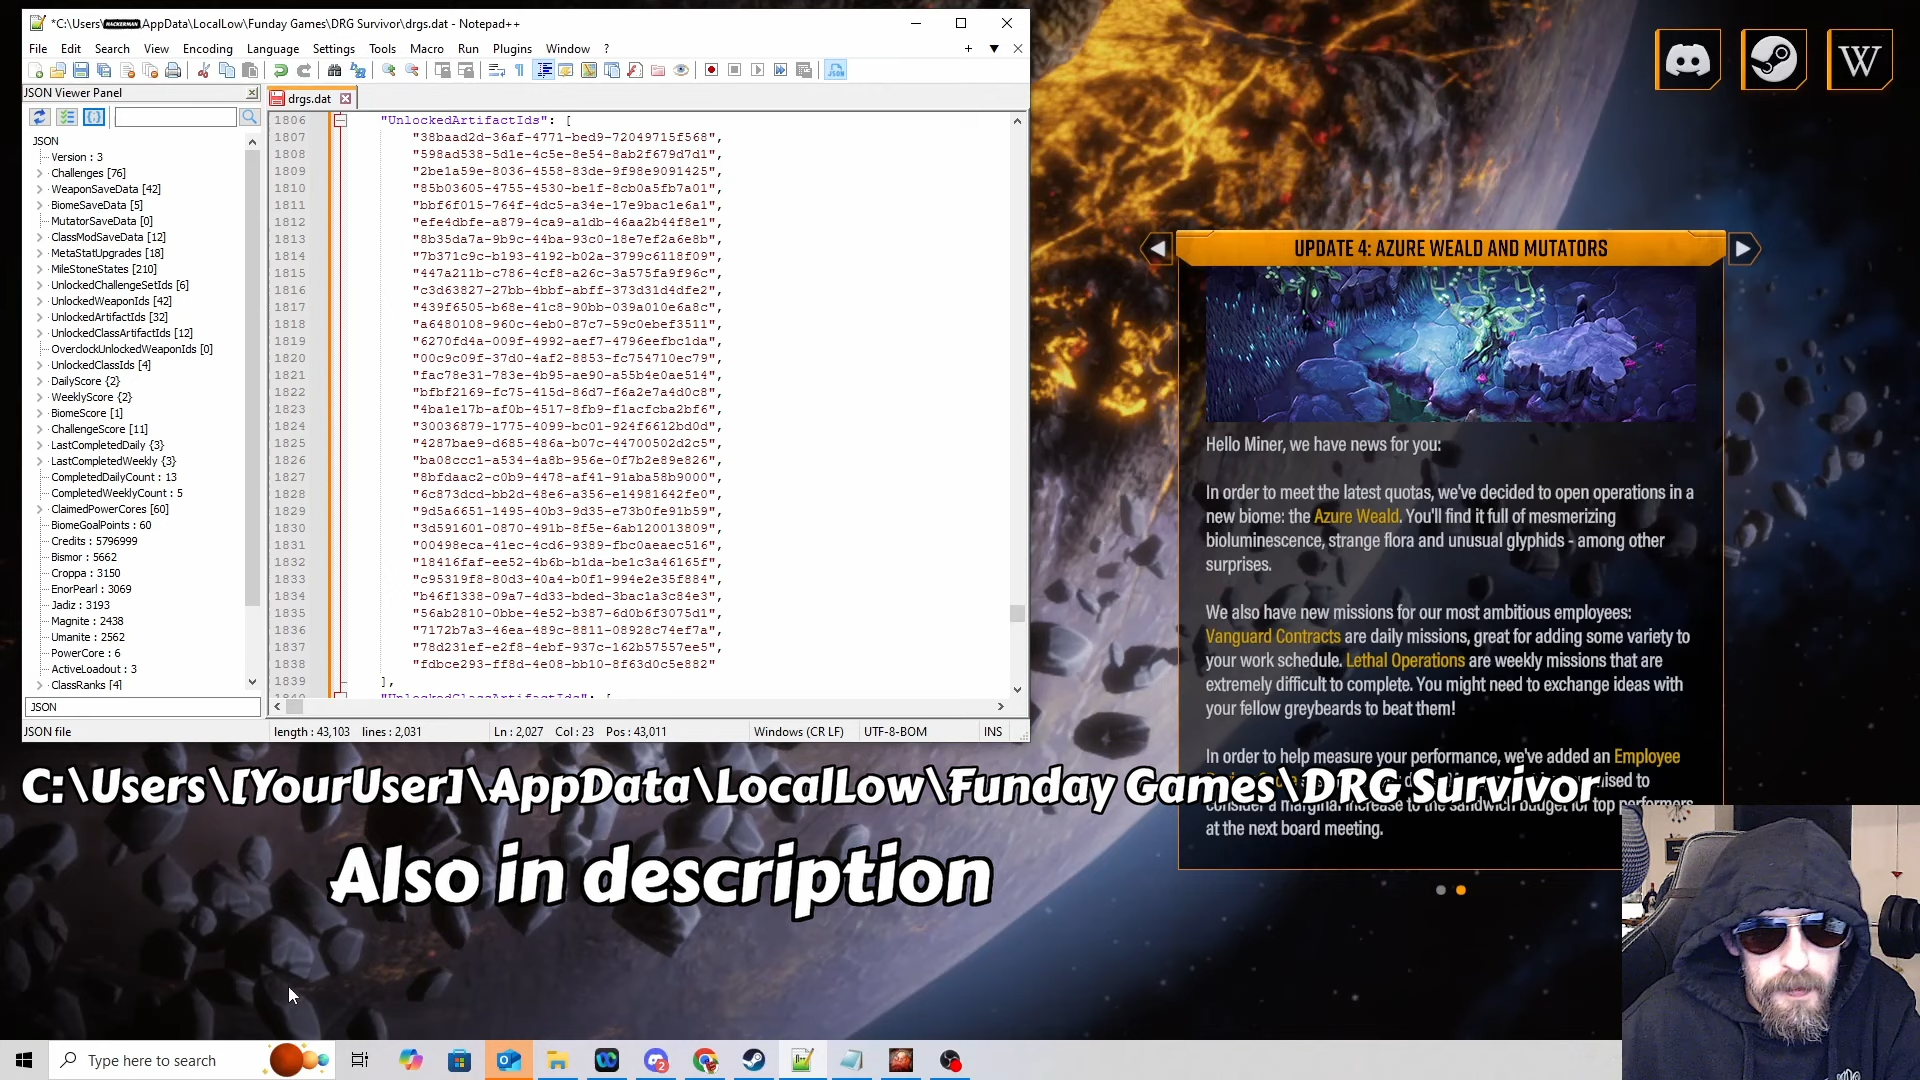 *C:\Users\HACKERMAN\AppData\LocalLow\Funday Games\DRG Survivor\drgs.dat - Notepad++
File Edit Search View Encoding Language Settings Tools Macro Run Plugins Window ?
JSON Viewer Panel
drgs.dat
JSON
Version : 3
Challenges [76]
WeaponSaveData [42]
BiomeSaveData [5]
MutatorSaveData [0]
ClassModSaveData [12]
MetaStatUpgrades [18]
MileStoneStates [210]
UnlockedChallengeSetIds [6]
UnlockedWeaponIds [42]
UnlockedArtifactIds [32]
UnlockedClassArtifactIds [12]
OverclockUnlockedWeaponIds [0]
UnlockedClassIds [4]
DailyScore {2}
WeeklyScore {2}
BiomeScore [1]
ChallengeScore [11]
LastCompletedDaily {3}
LastCompletedWeekly {3}
CompletedDailyCount : 13
CompletedWeeklyCount : 5
ClaimedPowerCores [60]
BiomeGoalPoints : 60
Credits : 5796999
Bismor : 5662
Croppa : 3150
EnorPearl : 3069
Jadiz : 3193
Magnite : 2438
Umanite : 2562
PowerCore : 6
ActiveLoadout : 3
ClassRanks [4]
JSON
1806 "UnlockedArtifactIds": [
1807 "38baad2d-36af-4771-bed9-72049715f568",
1808 "598ad538-5d1e-4c5e-8e54-8ab2f679d7d1",
1809 "2be1a59e-8036-4558-83de-9f98e9091425",
1810 "85b03605-4755-4530-be1f-8cb0a5fb7a01",
1811 "bbf6f015-764f-4dc5-a34e-17e9bac1e6a1",
1812 "efe4dbfe-a879-4ca9-a1db-46aa2b44f8e1",
1813 "8b35da7a-9b9c-44ba-93c0-18e7ef2a6e8b",
1814 "7b371c9c-b193-4192-b02a-3799c6118f09",
1815 "447a211b-c786-4cf8-a26c-3a575fa9f96c",
1816 "c3d63827-27bb-4bbf-abff-373d31d4dfe2",
1817 "439f6505-b68e-41c8-90bb-039a010e6a8c",
1818 "a6480108-960c-4eb0-87c7-59c0ebef3511",
1819 "6270fd4a-009f-4992-aef7-4796eefbc1da",
1820 "00c9c09f-37d0-4af2-8853-fc754710ec79",
1821 "fac78e31-783e-4b95-ae90-a55b4e0ae514",
1822 "bfbf2169-fc75-415d-86d7-f6a2e7a4d0c8",
1823 "4ba1e17b-af0b-4517-8fb9-f1acfcba2bf6",
1824 "30036879-1775-4099-bc01-924f6612bd0d",
1825 "4287bae9-d685-486a-b07c-44700502d2c5",
1826 "ba08ccc1-a534-4a8b-956e-0f7b2e89e826",
1827 "8bfdaac2-c0b9-4478-af41-91aba58b9000",
1828 "6c873dcd-bb2d-48e6-a356-e14981642fe0",
1829 "9d5a6651-1495-40b3-9d35-e73b0fe91b59",
1830 "3d591601-0870-491b-8f5e-6ab120013809",
1831 "00498eca-41ec-4cd6-9389-fbc0aeaec516",
1832 "18416faf-ee52-4b6b-b1da-be1c3a46165f",
1833 "c95319f8-80d3-40a4-b0f1-994e2e35f884",
1834 "b46f1338-09a7-4d33-bded-3bac1a3c84e3",
1835 "56ab2810-0bbe-4e52-b387-6d0b6f3075d1",
1836 "7172b7a3-46ea-489c-8811-08928c74ef7a",
1837 "78d231ef-e2f8-4ebf-937c-162b57557ee5",
1838 "fdbce293-ff8d-4e08-bb10-8f63d0c5e882"
1839 ],
1840 "UnlockedClassArtifactIds": [
JSON file length : 43,103 lines : 2,031 Ln : 2,027 Col : 23 Pos : 43,011 Windows (CR LF) UTF-8-BOM INS
W
UPDATE 4: AZURE WEALD AND MUTATORS
Hello Miner, we have news for you:
In order to meet the latest quotas, we've decided to open operations in a
new biome: the Azure Weald. You'll find it full of mesmerizing
bioluminescence, strange flora and unusual glyphids - among other
surprises.
We also have new missions for our most ambitious employees:
Vanguard Contracts are daily missions, great for adding some variety to
your work schedule. Lethal Operations are weekly missions that are
extremely difficult to complete. You might need to exchange ideas with
your fellow greybeards to beat them!
In order to help measure your performance, we've added an Employee
consider a marginal increase to the sandwich budget for top performers
at the next board meeting.
C:\Users\[YourUser]\AppData\LocalLow\Funday Games\DRG Survivor
Also in description
Type here to search
2